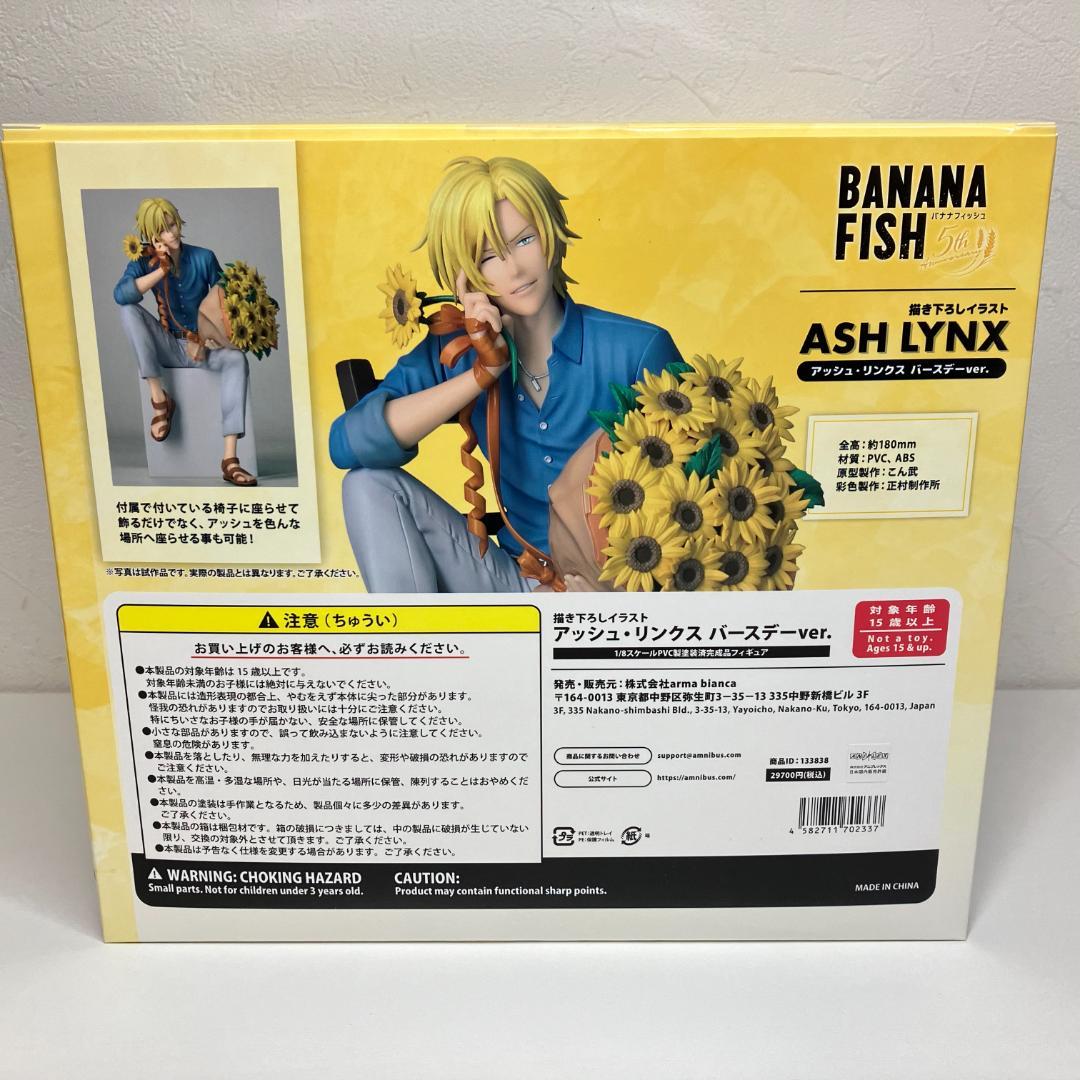 BANANA
FISH
バナナフィッシュ
5th
Anniversary
描き下ろしイラスト
ASH LYNX
アッシュ・リンクス バースデーver.
全高：約180mm
材質：PVC、ABS
原型製作：こん武
彩色製作：正村制作所
付属で付いている椅子に座らせて
飾るだけでなく、アッシュを色んな
場所へ座らせる事も可能！
※写真は試作品です。実際の製品とは異なります。ご了承ください。
注意（ちゅうい）
お買い上げのお客様へ、必ずお読みください。
●本製品の対象年齢は15歳以上です。
対象年齢未満のお子様には絶対に与えないでください。
●本製品には造形表現の都合上、やむをえず本体に尖った部分があります。
怪我の恐れがありますのでお取り扱いには十分にご注意ください。
特にちいさなお子様の手が届かない、安全な場所に保管してください。
●小さな部品がありますので、誤って飲み込まないように注意してください。
窒息の危険があります。
●本製品を落としたり、無理な力を加えたりすると、変形や破損の恐れがありますので
ご注意ください。
●本製品を高温・多湿な場所や、日光が当たる場所に保管、陳列することはおやめくだ
さい。
●本製品の塗装は手作業となるため、製品個々に多少の差異があります。
ご了承ください。
●本製品の箱は梱包材です。箱の破損につきましては、中の製品に破損が生じていない
限り、交換の対象外とさせて頂きます。ご了承ください。
●本製品は予告なく仕様を変更する場合があります。ご了承ください。
描き下ろしイラスト
アッシュ・リンクス バースデーver.
1/8スケールPVC製塗装済完成品フィギュア
対象年齢
15歳以上
Not a toy.
Ages 15 & up.
発売・販売元：株式会社arma bianca
〒164-0013 東京都中野区弥生町3-35-13 335中野新橋ビル 3F
3F, 335 Nakano-shimbashi Bld., 3-35-13, Yayoicho, Nakano-Ku, Tokyo, 164-0013, Japan
商品に関するお問い合わせ support@amnibus.com
公式サイト https://amnibus.com/
商品ID：133838
29700円（税込）
プラ
PET：透明トレイ
PE：保護フィルム
紙
箱
4 582711 702337
WARNING: CHOKING HAZARD
Small parts. Not for children under 3 years old.
CAUTION:
Product may contain functional sharp points.
MADE IN CHINA